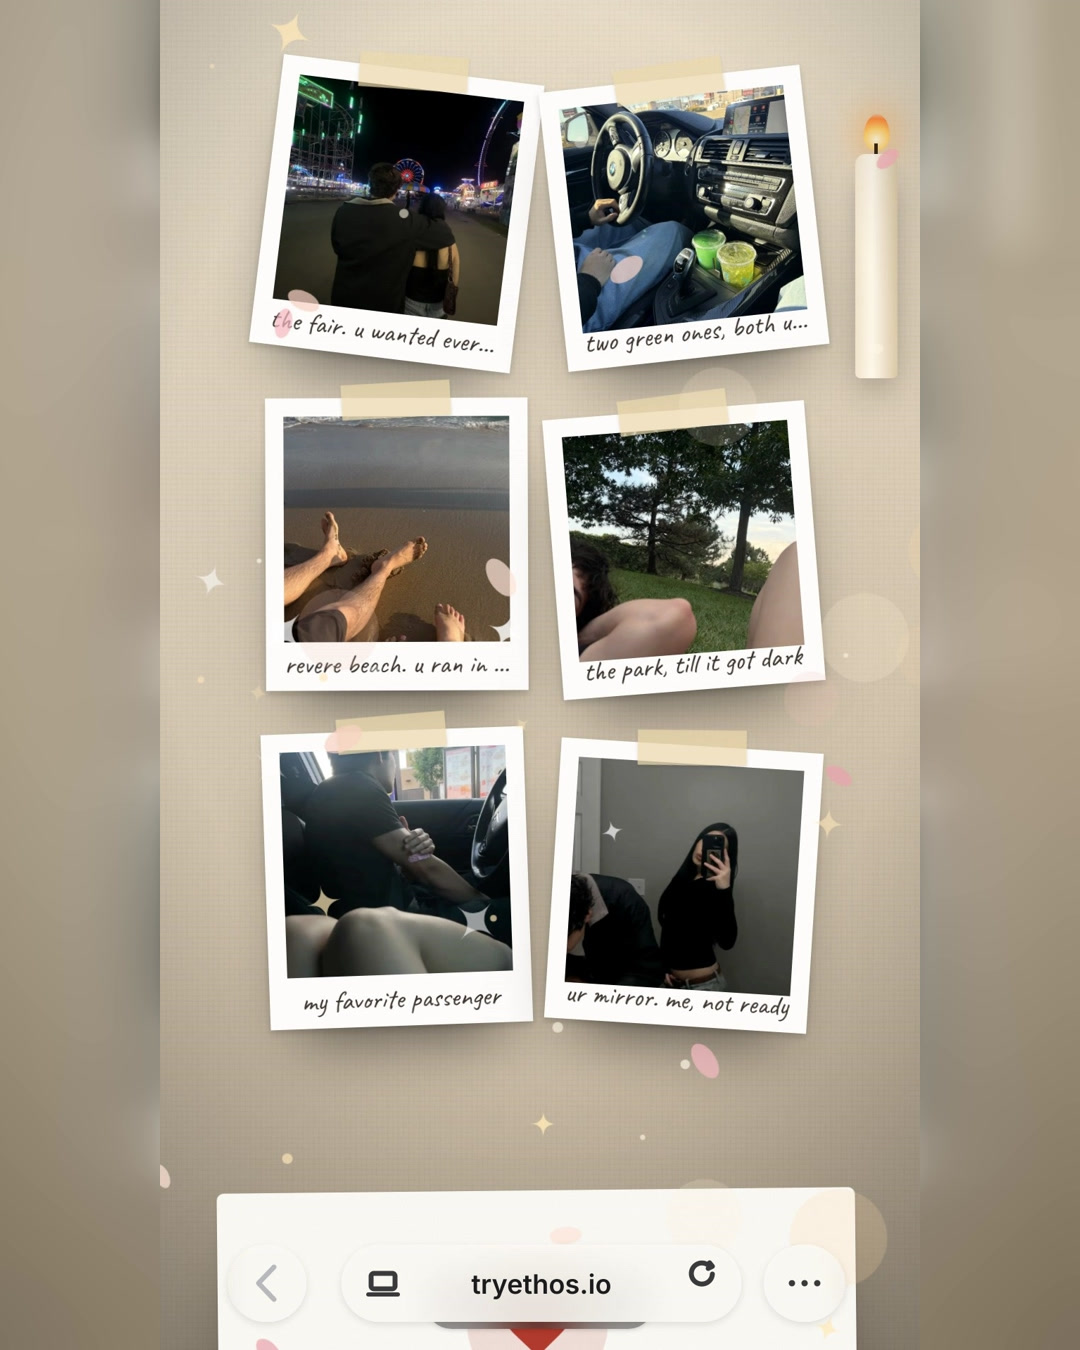 the fair. u wanted ever...
two green ones, both u...
revere beach. u ran in ...
the park, till it got dark
my favorite passenger
ur mirror. me, not ready
tryethos.io